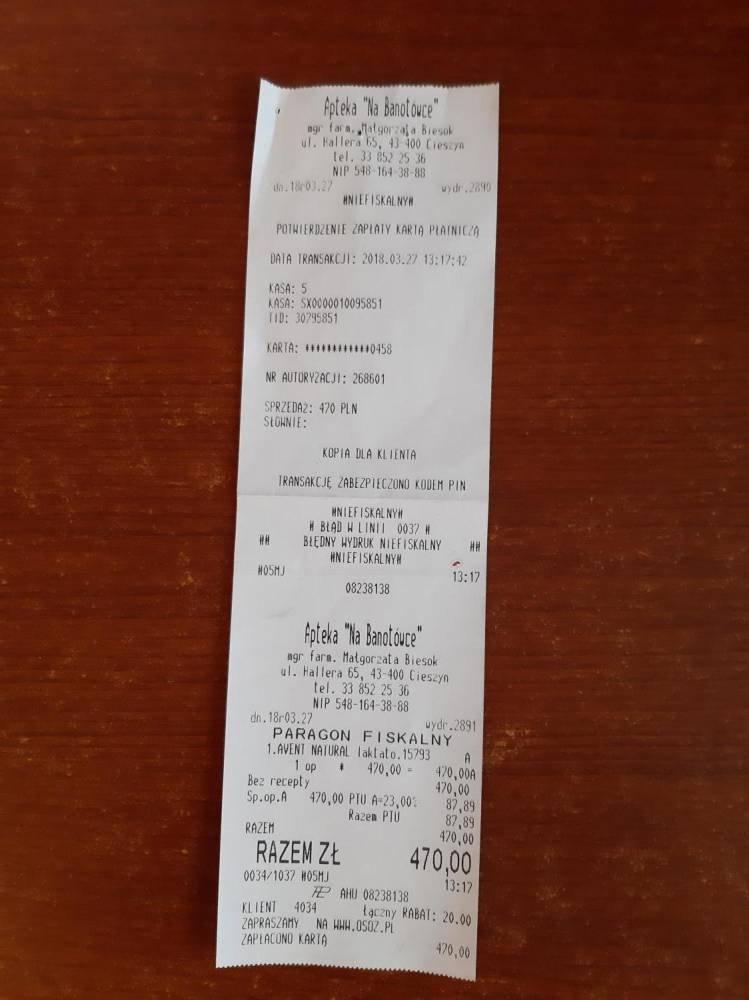 Apteka "Na Banotówce"
mgr farm. Małgorzata Biesok
ul. Hallera 65, 43-400 Cieszyn
tel. 33 852 25 36
NIP 548-164-38-88
dn.18r03.27 wydr.2890
#NIEFISKALNY#
POTWIERDZENIE ZAPŁATY KARTĄ PŁATNICZĄ
DATA TRANSAKCJI: 2018.03.27 13:17:42
KASA: 5
KASA: SX0000010095851
TID: 30795851
KARTA: ************0458
NR AUTORYZACJI: 268601
SPRZEDAŻ: 470 PLN
SŁOWNIE:
KOPIA DLA KLIENTA
TRANSAKCJĘ ZABEZPIECZONO KODEM PIN
#NIEFISKALNY#
# BŁĄD W LINII 0037 #
## BŁĘDNY WYDRUK NIEFISKALNY ##
#NIEFISKALNY#
#05MJ 13:17
08238138
Apteka "Na Banotówce"
mgr farm. Małgorzata Biesok
ul. Hallera 65, 43-400 Cieszyn
tel. 33 852 25 36
NIP 548-164-38-88
dn.18r03.27 wydr.2891
PARAGON FISKALNY
1.AVENT NATURAL laktato.15793 A
1 op * 470,00 = 470,00A
Bez recepty 470,00
Sp.op.A 470,00 PTU A=23,00% 87,89
Razem PTU 87,89
RAZEM 470,00
RAZEM ZŁ 470,00
0034/1037 #05MJ 13:17
AHU 08238138
KLIENT 4034 Łączny RABAT: 20.00
ZAPRASZAMY NA WWW.OSOZ.PL
ZAPŁACONO KARTĄ 470,00